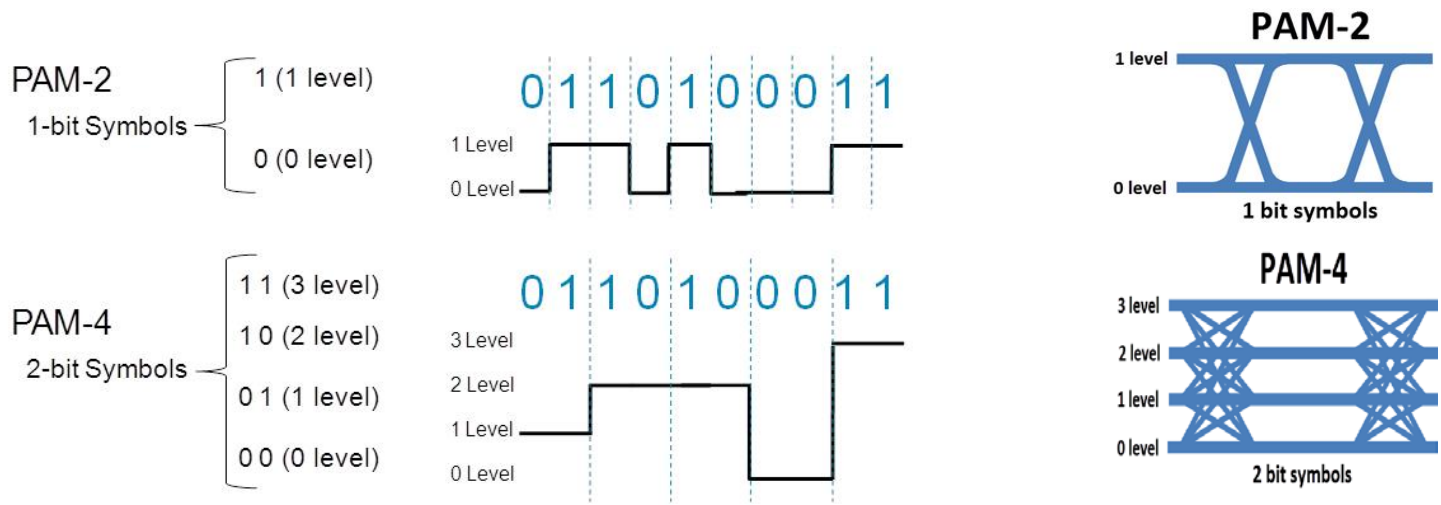 PAM-2
1-bit Symbols
1 (1 level)
0 (0 level)
0 1 1 0 1 0 0 0 1 1
1 Level
0 Level
PAM-2
1 level
0 level
1 bit symbols
PAM-4
2-bit Symbols
1 1 (3 level)
1 0 (2 level)
0 1 (1 level)
0 0 (0 level)
0 1 1 0 1 0 0 0 1 1
3 Level
2 Level
1 Level
0 Level
PAM-4
3 level
2 level
1 level
0 level
2 bit symbols